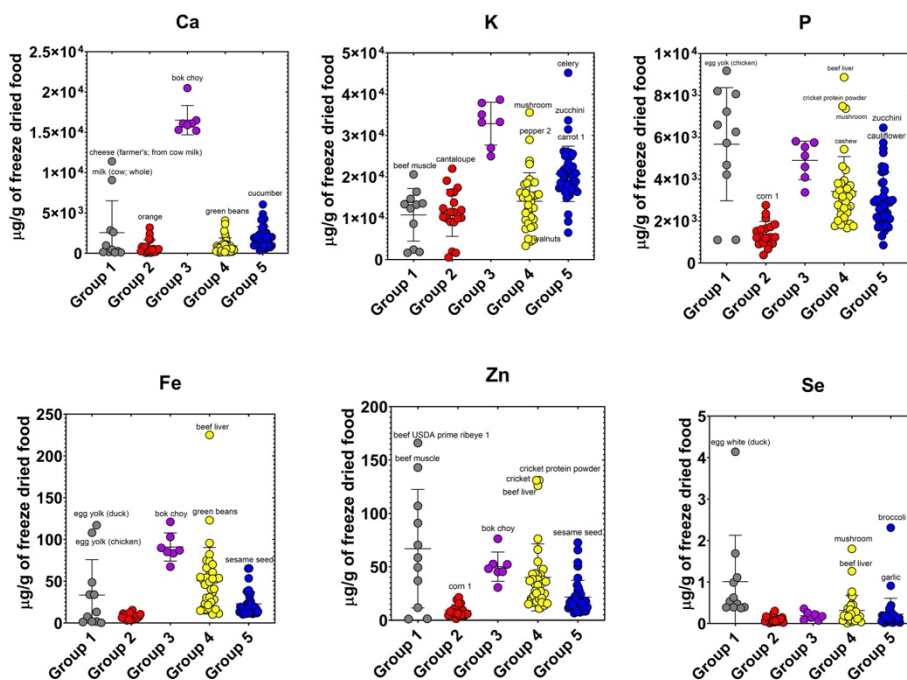 Ca
K
P
μg/g of freeze dried food
2.5×10⁴
2×10⁴
1.5×10⁴
10⁴
5×10³
0
bok choy
cheese (farmer's; from cow milk)
milk (cow; whole)
orange
green beans
cucumber
Group 1
Group 2
Group 3
Group 4
Group 5
μg/g of freeze dried food
5×10⁴
4×10⁴
3×10⁴
2×10⁴
10⁴
0
celery
mushroom
zucchini
pepper 2
carrot 1
beef muscle
cantaloupe
walnuts
Group 1
Group 2
Group 3
Group 4
Group 5
μg/g of freeze dried food
1×10⁴
8×10³
6×10³
4×10³
2×10³
0
egg yolk (chicken)
beef liver
cricket protein powder
mushroom
zucchini
cauliflower
cashew
corn 1
Group 1
Group 2
Group 3
Group 4
Group 5
Fe
Zn
Se
μg/g of freeze dried food
250
200
150
100
50
0
beef liver
egg yolk (duck)
bok choy
green beans
egg yolk (chicken)
sesame seed
Group 1
Group 2
Group 3
Group 4
Group 5
μg/g of freeze dried food
200
150
100
50
0
beef USDA prime ribeye 1
beef muscle
cricket protein powder
cricket
beef liver
bok choy
sesame seed
corn 1
Group 1
Group 2
Group 3
Group 4
Group 5
μg/g of freeze dried food
5
4
3
2
1
0
egg white (duck)
broccoli
mushroom
beef liver
garlic
Group 1
Group 2
Group 3
Group 4
Group 5